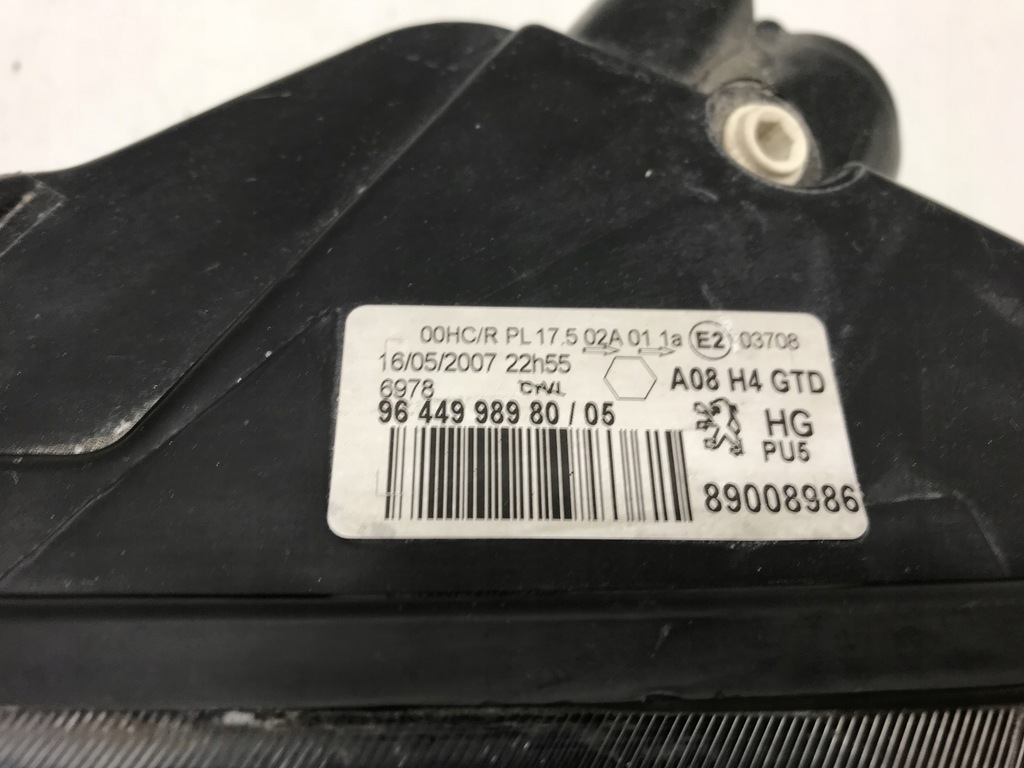 00HC/R PL 17.5 02A 01 1a E2 03708
16/05/2007 22h55
A08 H4 GTD
6978
96 449 989 80 / 05
HG
PU5
89008986